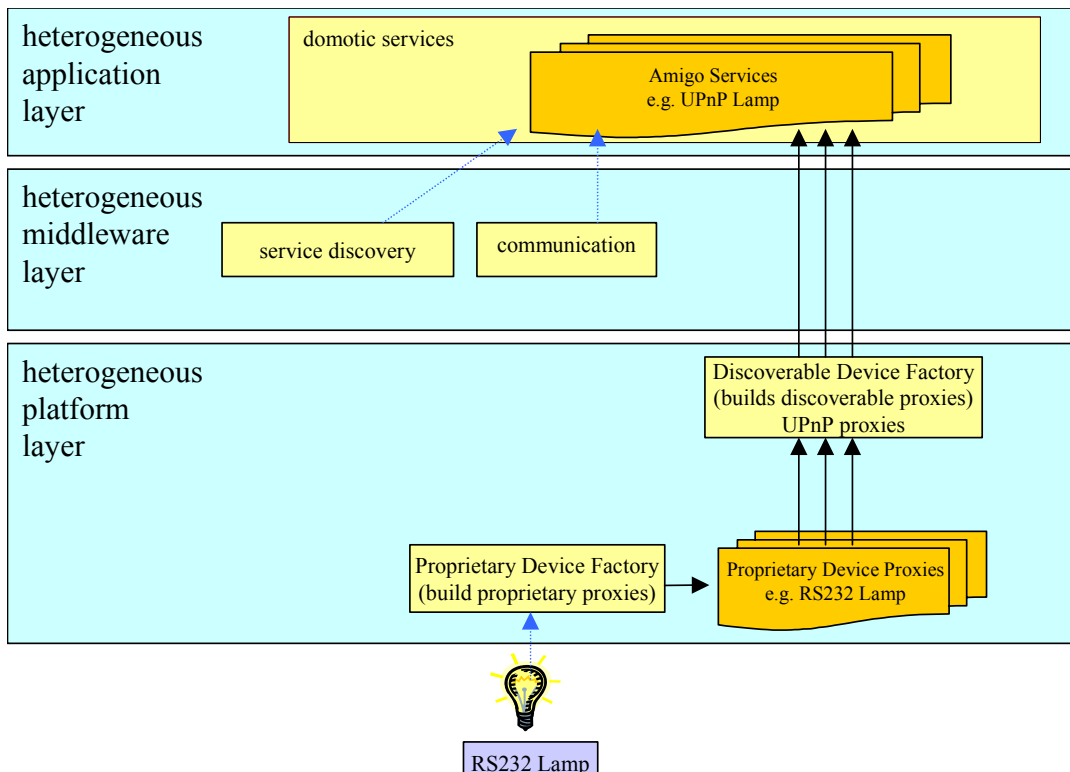 heterogeneous
application
layer
domotic services
Amigo Services
e.g. UPnP Lamp
heterogeneous
middleware
layer
service discovery
communication
heterogeneous
platform
layer
Discoverable Device Factory
(builds discoverable proxies)
UPnP proxies
Proprietary Device Factory
(build proprietary proxies)
Proprietary Device Proxies
e.g. RS232 Lamp
RS232 Lamp